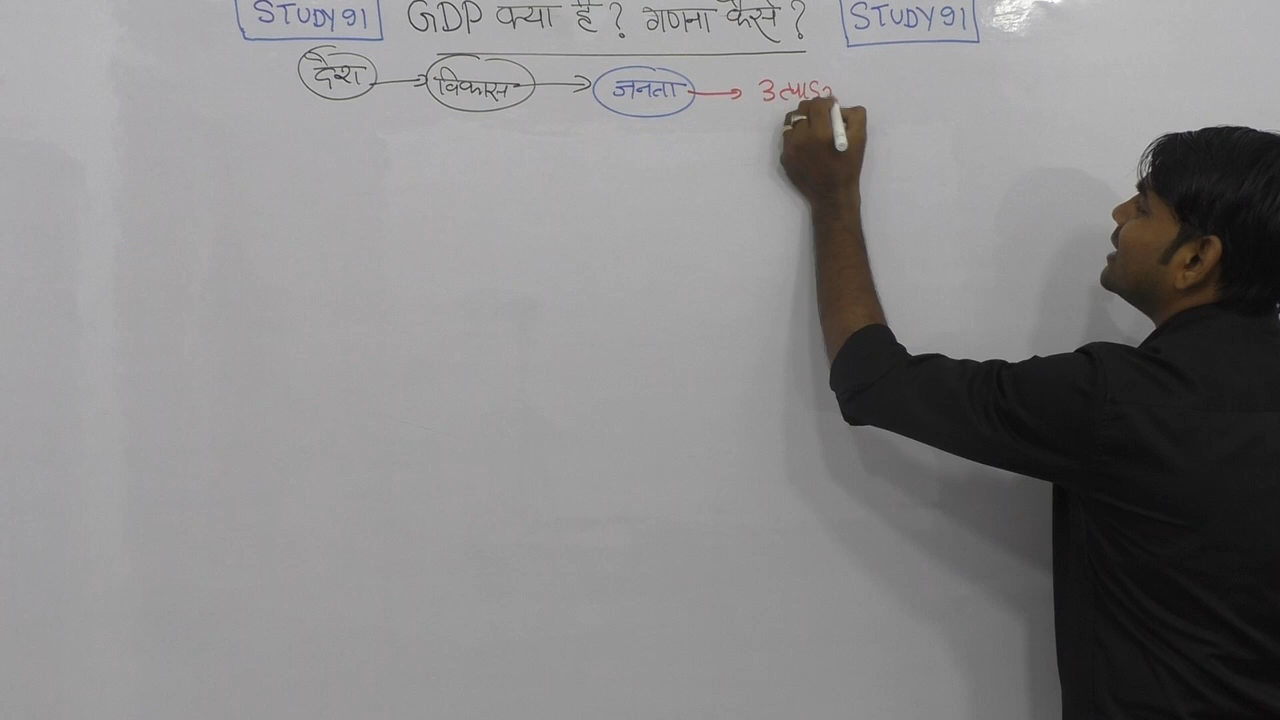 STUDY91 GDP क्या है ? गणना कैसे ? STUDY91
देश → विकास → जनता →